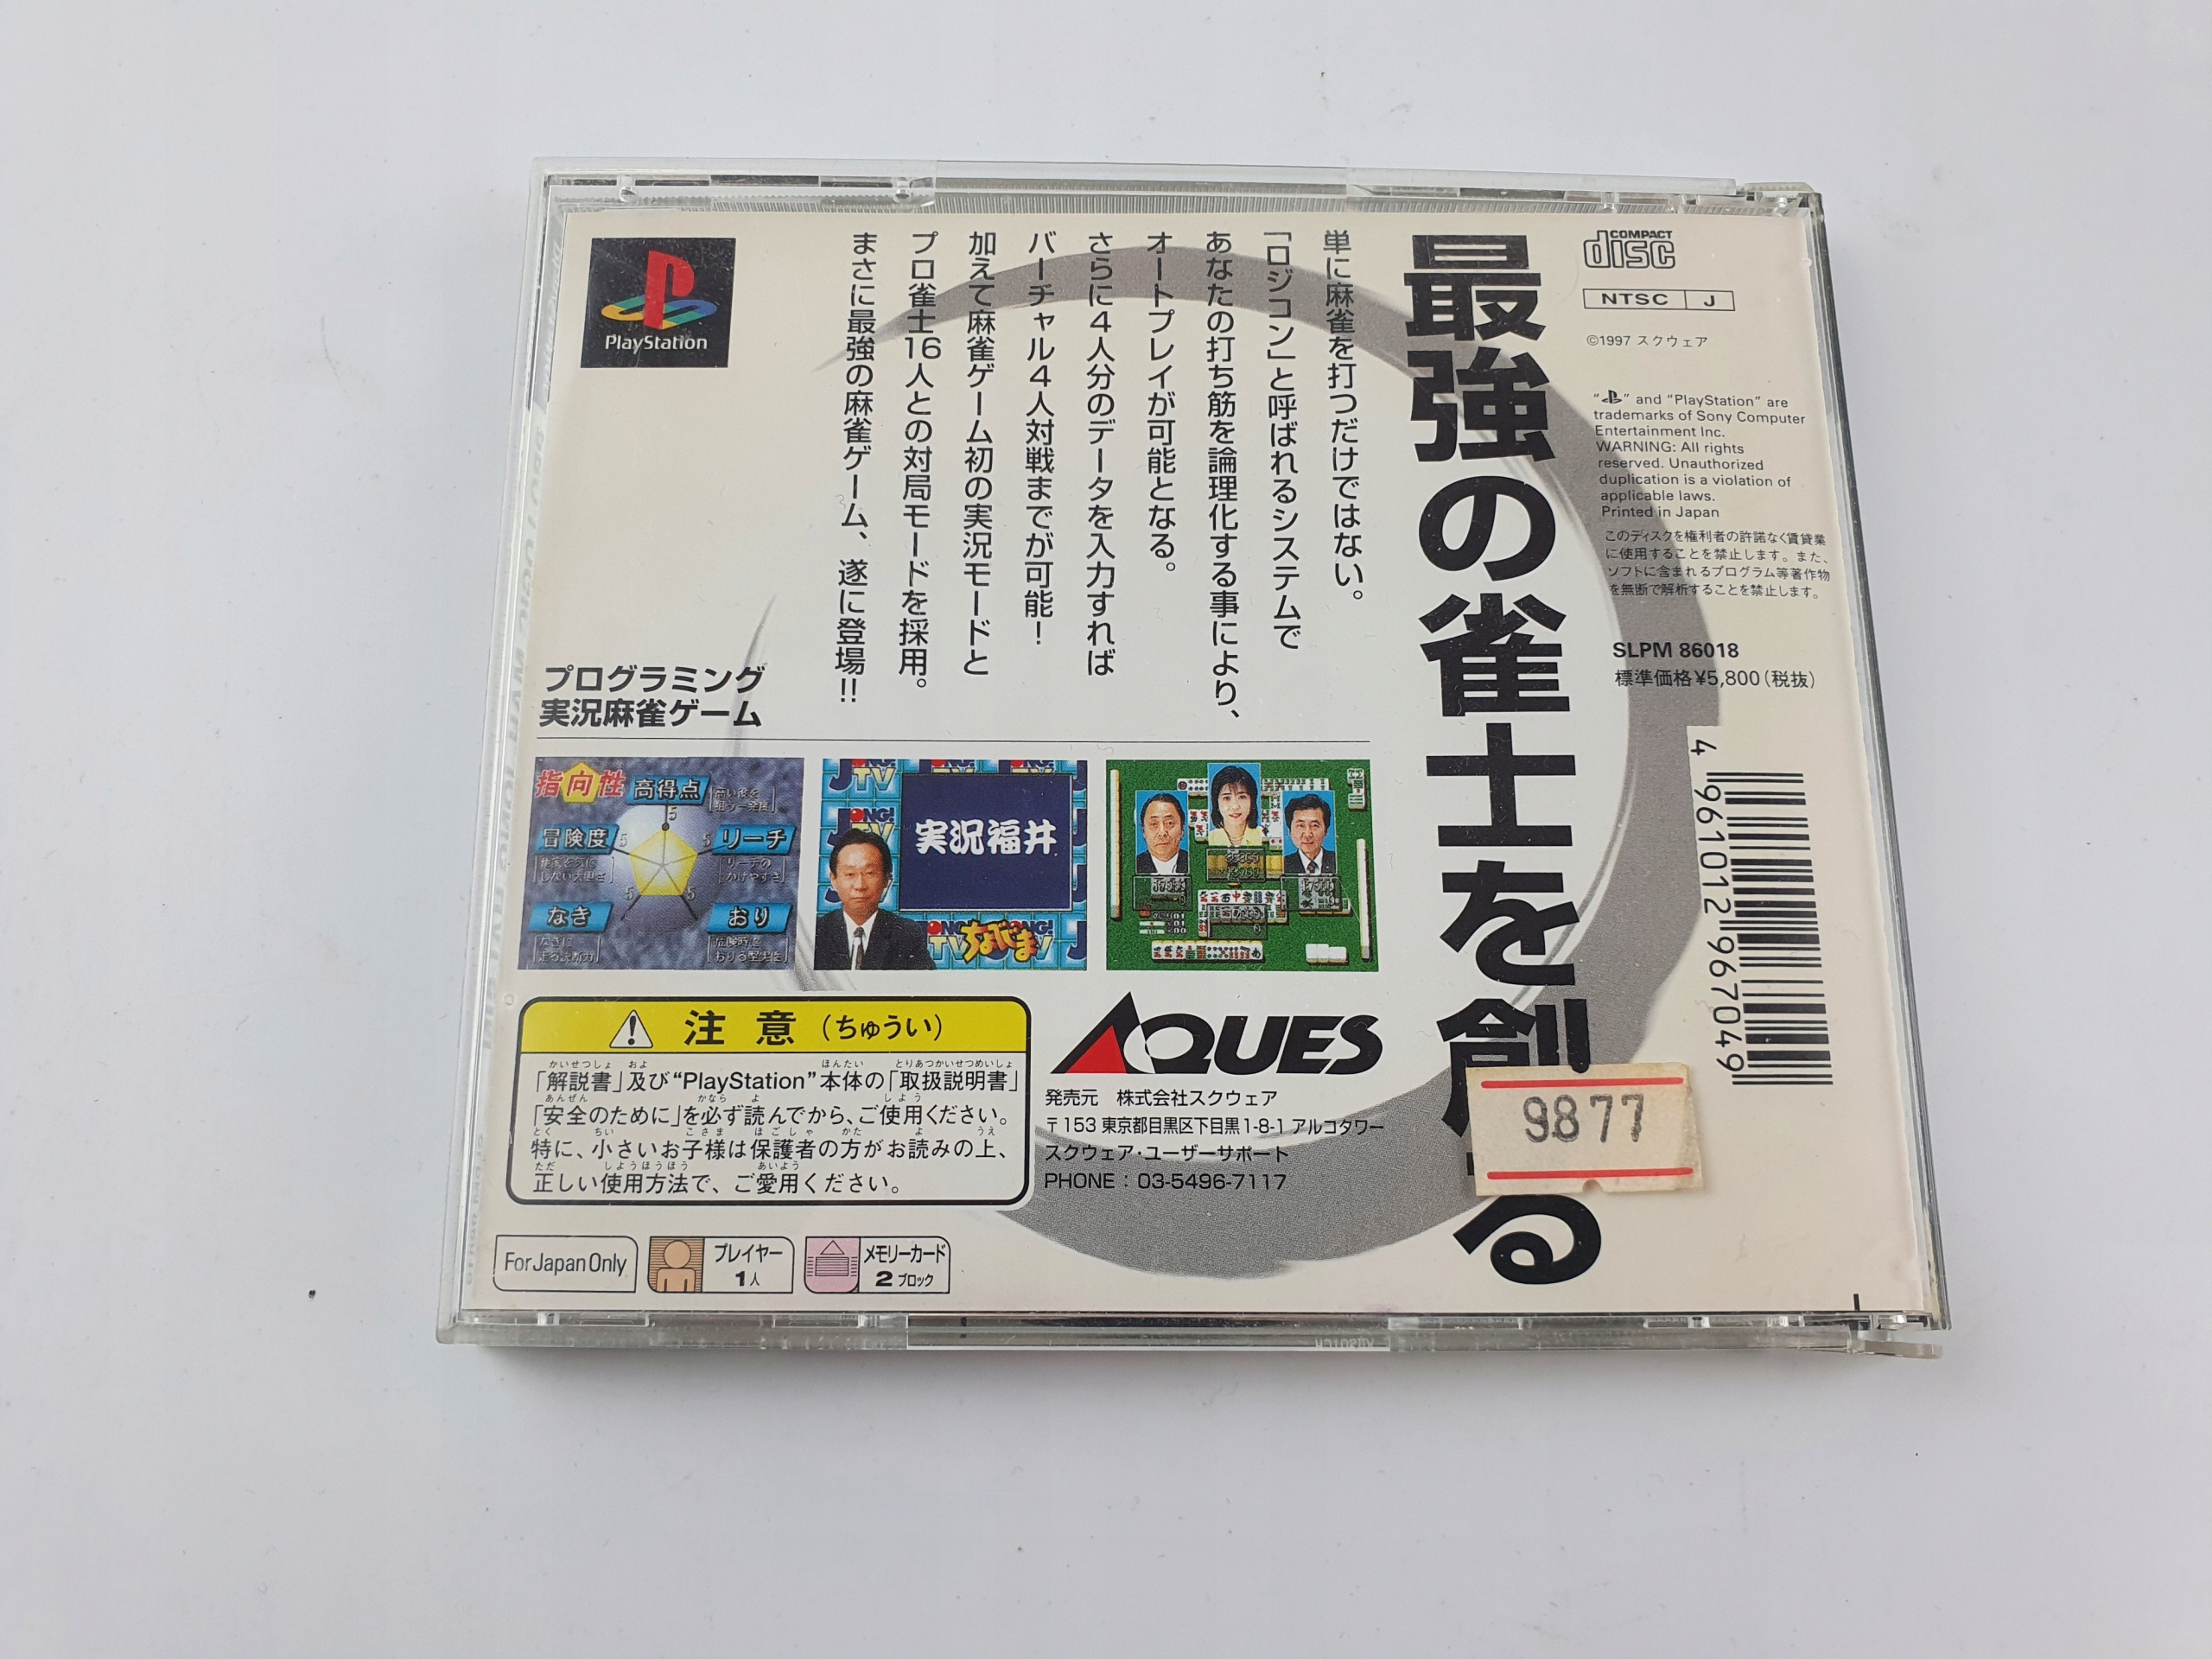 PlayStation
COMPACT
disc
NTSC J
©1997 スクウェア
"PS" and "PlayStation" are
trademarks of Sony Computer
Entertainment Inc.
WARNING: All rights
reserved. Unauthorized
duplication is a violation of
applicable laws.
Printed in Japan
このディスクを権利者の許諾なく賃貸業
に使用することを禁止します。また、
ソフトに含まれるプログラム等著作物
を無断で解析することを禁止します。
SLPM 86018
標準価格¥5,800(税抜)
4 961012 967049
最強の雀士を創る
単に麻雀を打つだけではない。
「ロジコン」と呼ばれるシステムで
あなたの打ち筋を論理化する事により、
オートプレイが可能となる。
さらに4人分のデータを入力すれば
バーチャル4人対戦までが可能!
加えて麻雀ゲーム初の実況モードと
プロ雀士16人との対局モードを採用。
まさに最強の麻雀ゲーム、遂に登場!!
プログラミング
実況麻雀ゲーム
指向性
高得点
冒険度
リーチ
なき
おり
5
5
5
5
5
実況福井
注意(ちゅうい)
「解説書」及び"PlayStation"本体の「取扱説明書」
「安全のために」を必ず読んでから、ご使用ください。
特に、小さいお子様は保護者の方がお読みの上、
正しい使用方法で、ご愛用ください。
AQUES
発売元 株式会社スクウェア
〒153 東京都目黒区下目黒1-8-1 アルコタワー
スクウェア・ユーザーサポート
PHONE : 03-5496-7117
9877
For Japan Only
プレイヤー
1人
メモリーカード
2ブロック